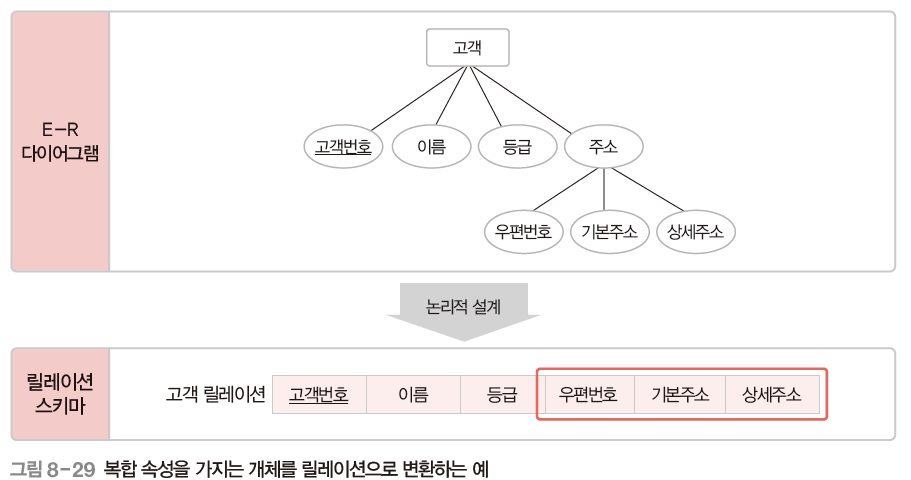 E-R
다이어그램
고객
고객번호
이름
등급
주소
우편번호
기본주소
상세주소
논리적 설계
릴레이션
스키마
고객 릴레이션 고객번호 이름 등급 우편번호 기본주소 상세주소
그림 8-29 복합 속성을 가지는 개체를 릴레이션으로 변환하는 예